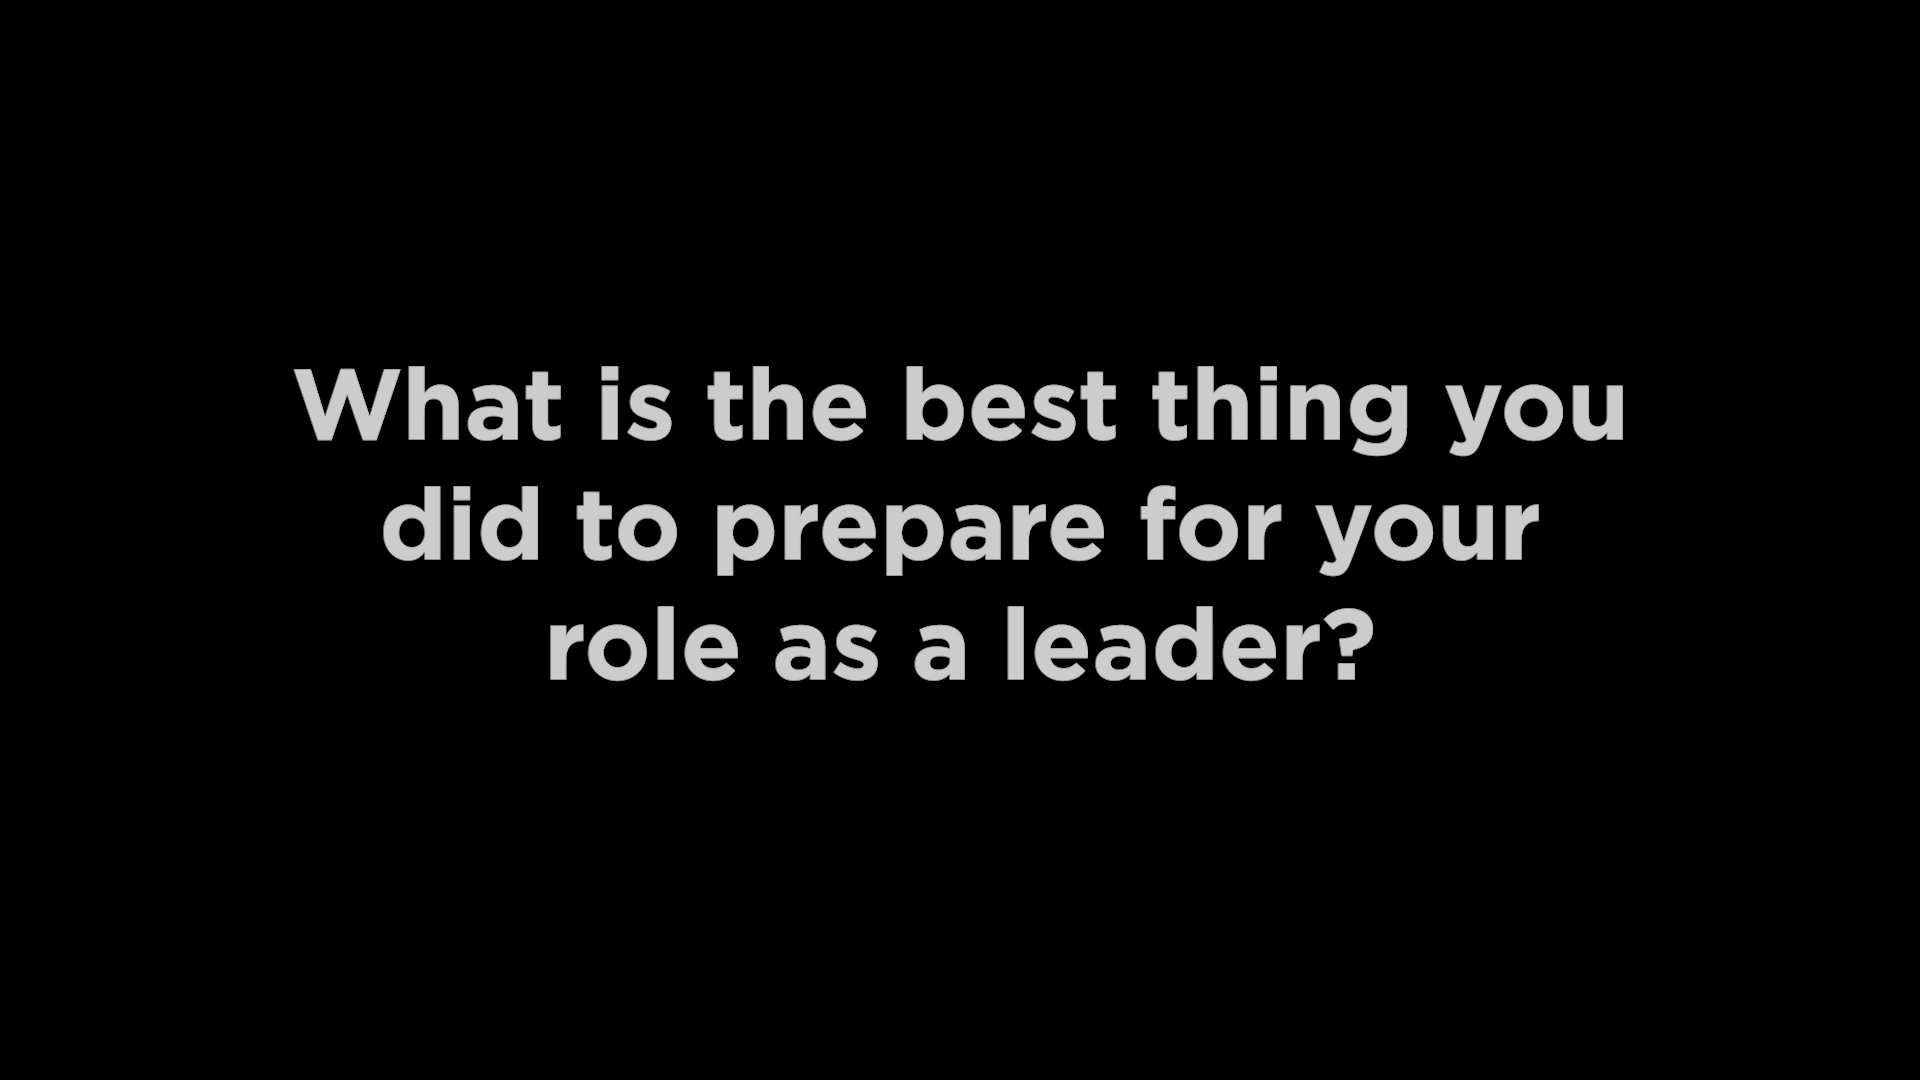 What is the best thing you
did to prepare for your
role as a leader?